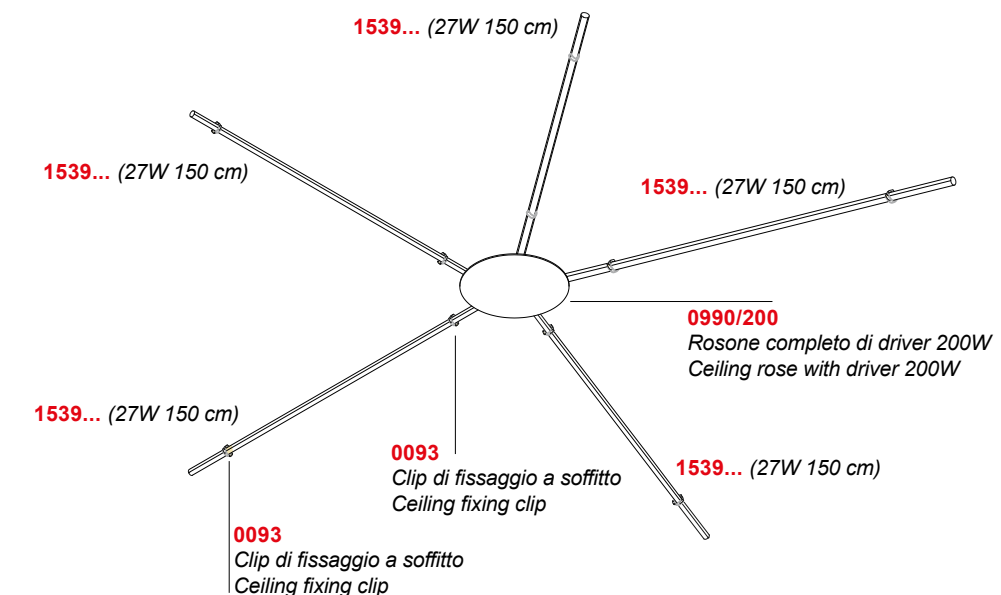 1539... (27W 150 cm)
1539... (27W 150 cm)
1539... (27W 150 cm)
0990/200
Rosone completo di driver 200W
Ceiling rose with driver 200W
1539... (27W 150 cm)
0093
Clip di fissaggio a soffitto
Ceiling fixing clip
1539... (27W 150 cm)
0093
Clip di fissaggio a soffitto
Ceiling fixing clip